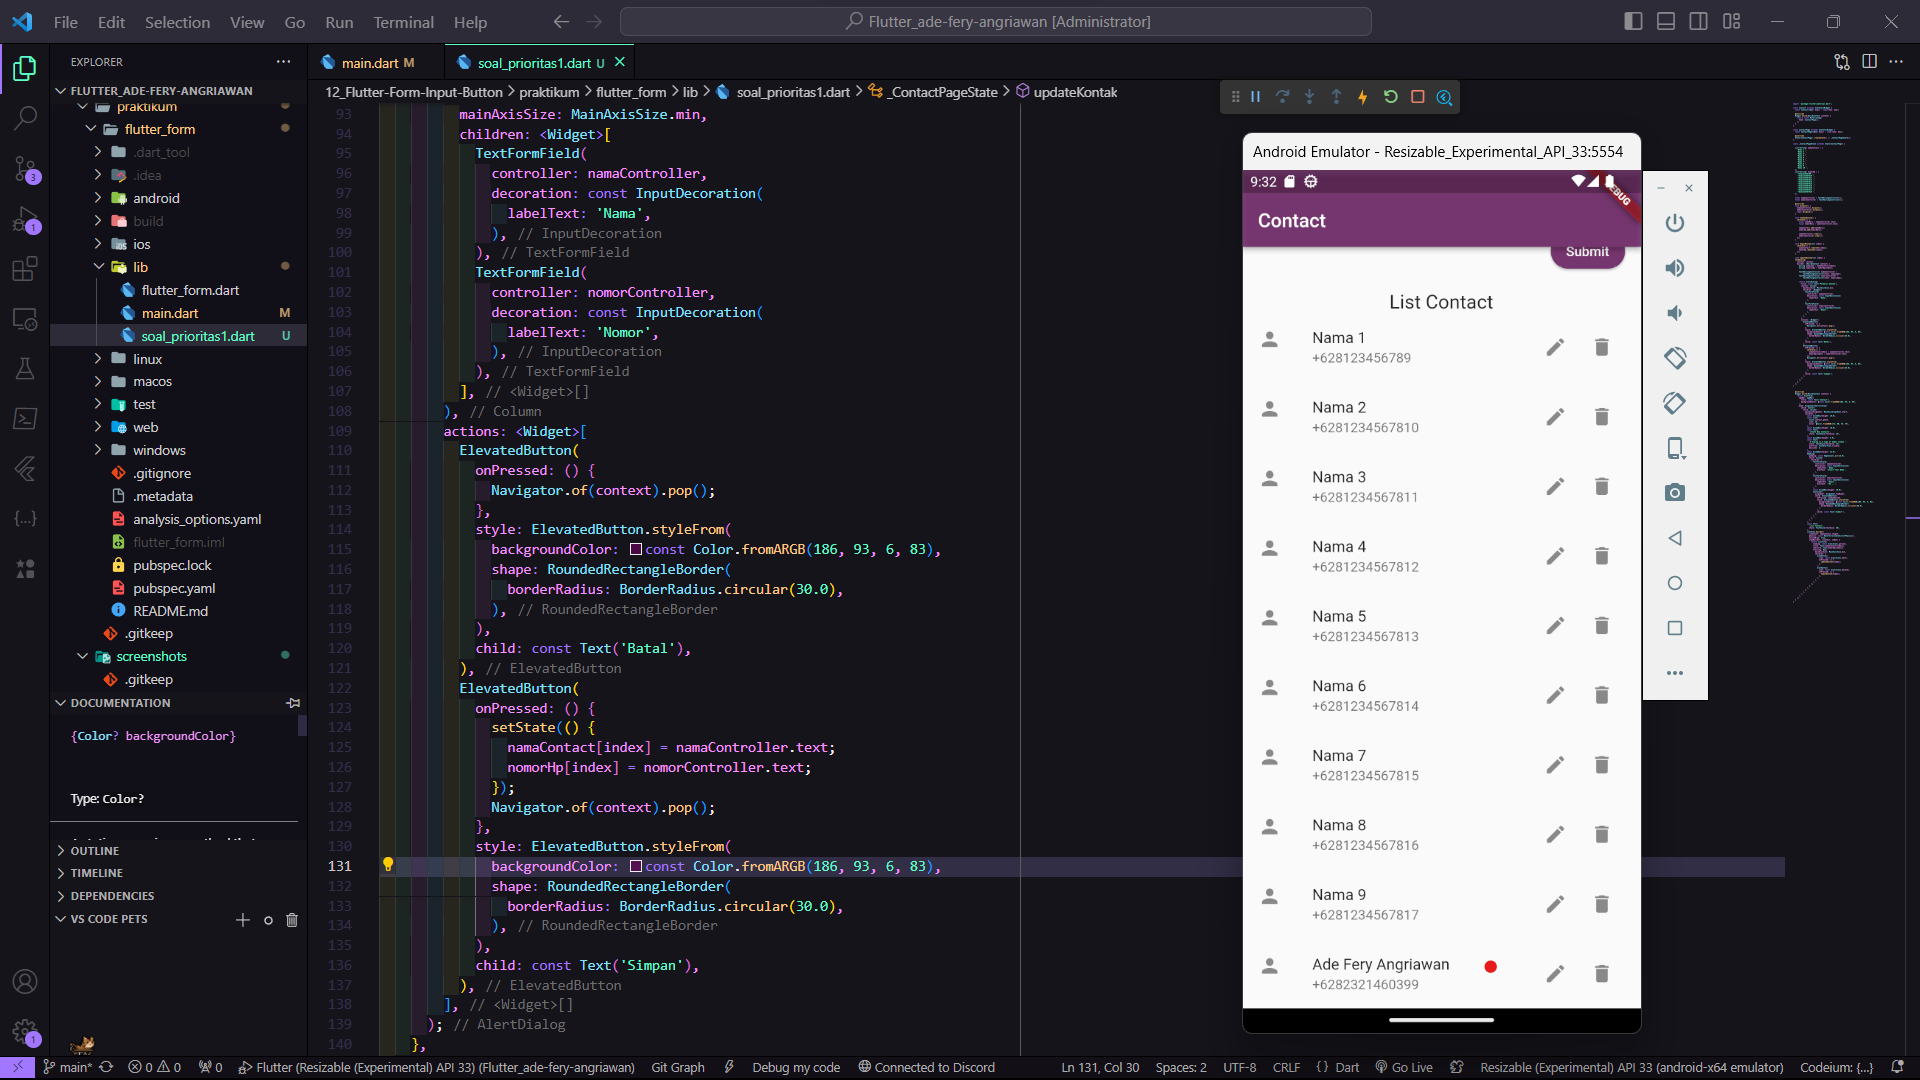 File Edit Selection View Go Run Terminal Help
Flutter_ade-fery-angriawan [Administrator]
EXPLORER
FLUTTER_ADE-FERY-ANGRIAWAN
praktikum
flutter_form
.dart_tool
.idea
android
build
ios
lib
flutter_form.dart
main.dart M
soal_prioritas1.dart U
linux
macos
test
web
windows
.gitignore
.metadata
analysis_options.yaml
flutter_form.iml
pubspec.lock
pubspec.yaml
README.md
.gitkeep
screenshots
.gitkeep
DOCUMENTATION
{Color? backgroundColor}
Type: Color?
OUTLINE
TIMELINE
DEPENDENCIES
VS CODE PETS
3
1
1
main.dart M
soal_prioritas1.dart U
12_Flutter-Form-Input-Button > praktikum > flutter_form > lib > soal_prioritas1.dart > _ContactPageState > updateKontak
93 mainAxisSize: MainAxisSize.min,
94 children: <Widget>[
95 TextFormField(
96 controller: namaController,
97 decoration: const InputDecoration(
98 labelText: 'Nama',
99 ), // InputDecoration
100 ), // TextFormField
101 TextFormField(
102 controller: nomorController,
103 decoration: const InputDecoration(
104 labelText: 'Nomor',
105 ), // InputDecoration
106 ), // TextFormField
107 ], // <Widget>[]
108 ), // Column
109 actions: <Widget>[
110 ElevatedButton(
111 onPressed: () {
112 Navigator.of(context).pop();
113 },
114 style: ElevatedButton.styleFrom(
115 backgroundColor: const Color.fromARGB(186, 93, 6, 83),
116 shape: RoundedRectangleBorder(
117 borderRadius: BorderRadius.circular(30.0),
118 ), // RoundedRectangleBorder
119 ),
120 child: const Text('Batal'),
121 ), // ElevatedButton
122 ElevatedButton(
123 onPressed: () {
124 setState(() {
125 namaContact[index] = namaController.text;
126 nomorHp[index] = nomorController.text;
127 });
128 Navigator.of(context).pop();
129 },
130 style: ElevatedButton.styleFrom(
131 backgroundColor: const Color.fromARGB(186, 93, 6, 83),
132 shape: RoundedRectangleBorder(
133 borderRadius: BorderRadius.circular(30.0),
134 ), // RoundedRectangleBorder
135 ),
136 child: const Text('Simpan'),
137 ), // ElevatedButton
138 ], // <Widget>[]
139 ); // AlertDialog
140 },
Android Emulator - Resizable_Experimental_API_33:5554
9:32
Contact
Submit
List Contact
Nama 1
+628123456789
Nama 2
+6281234567810
Nama 3
+6281234567811
Nama 4
+6281234567812
Nama 5
+6281234567813
Nama 6
+6281234567814
Nama 7
+6281234567815
Nama 8
+6281234567816
Nama 9
+6281234567817
Ade Fery Angriawan
+6282321460399
main* 0 0 0 Flutter (Resizable (Experimental) API 33) (Flutter_ade-fery-angriawan) Git Graph Debug my code Connected to Discord Ln 131, Col 30 Spaces: 2 UTF-8 CRLF { } Dart Go Live Resizable (Experimental) API 33 (android-x64 emulator) Codeium: {...}